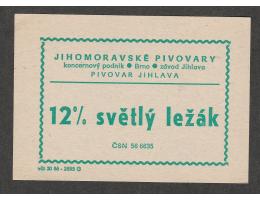 JIHOMORAVSKÉ PIVOVARY
koncernový podnik ● Brno ● závod Jihlava
PIVOVAR JIHLAVA
12% světlý ležák
ČSN 56 6635